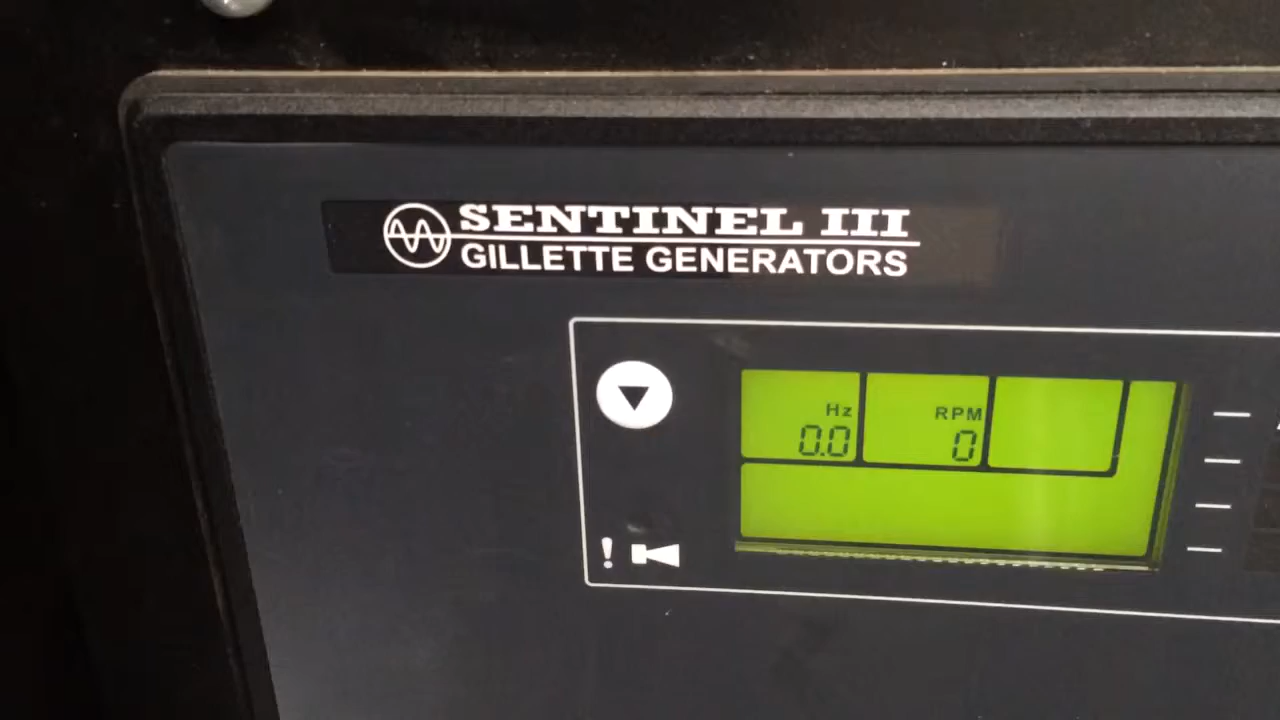 SENTINEL III
GILLETTE GENERATORS
Hz
0.0
RPM
0
!